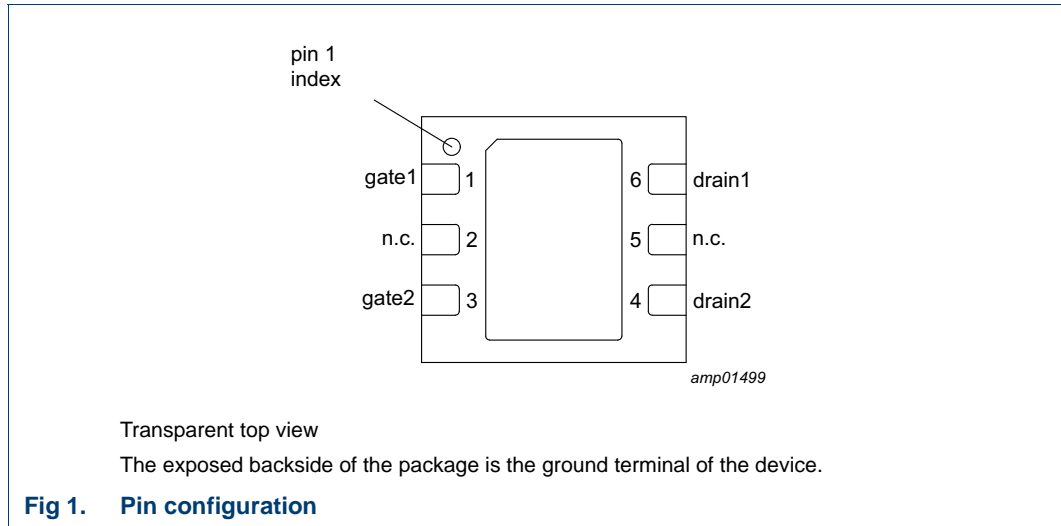 pin 1
index
gate1 1 6 drain1
n.c. 2 5 n.c.
gate2 3 4 drain2
amp01499
Transparent top view
The exposed backside of the package is the ground terminal of the device.
Fig 1. Pin configuration